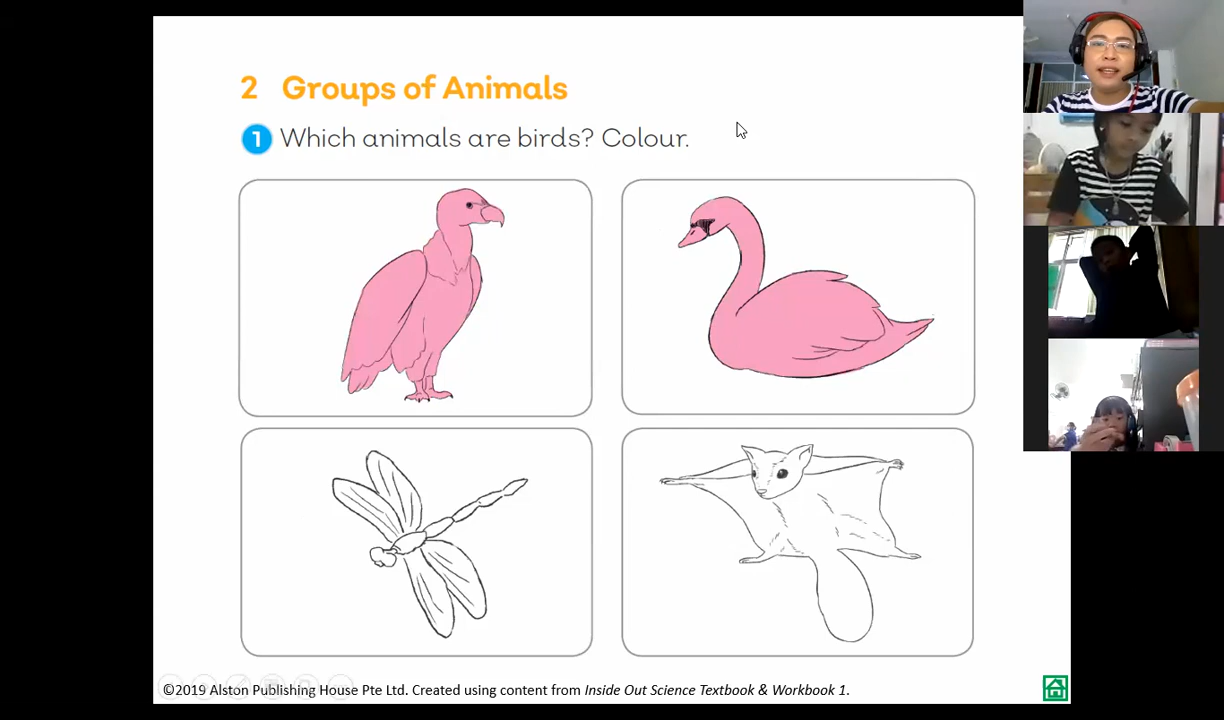 2 Groups of Animals
1 Which animals are birds? Colour.
©2019 Alston Publishing House Pte Ltd. Created using content from Inside Out Science Textbook & Workbook 1.